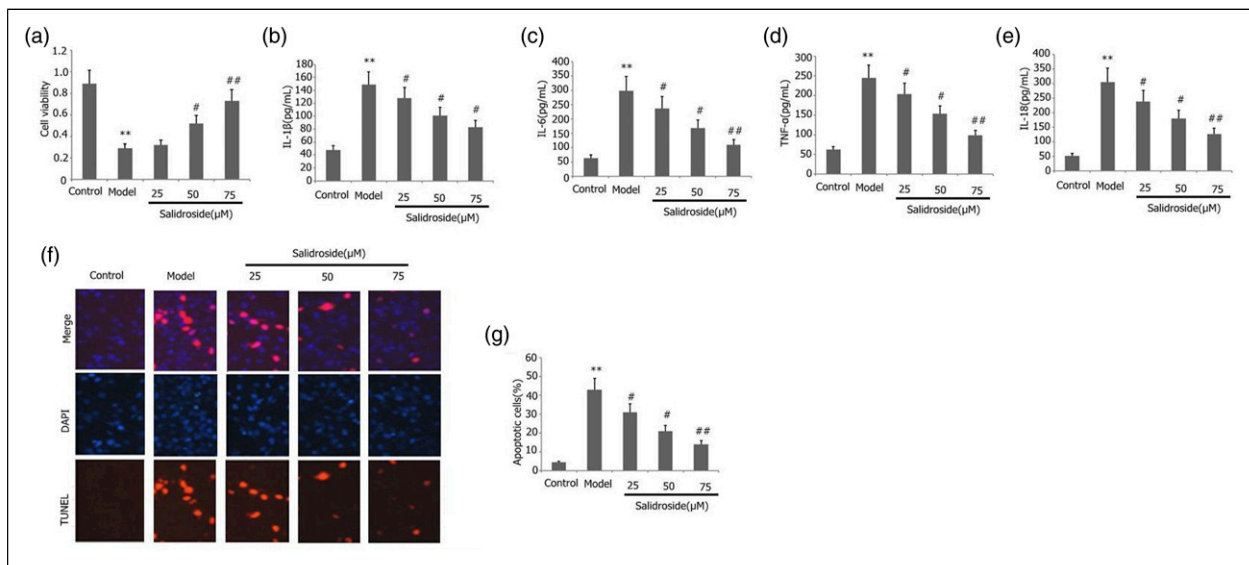 (a)
Cell viability
1.2
1.0
0.8
0.6
0.4
0.2
0
**
#
##
Control Model 25 50 75
Salidroside(μM)
(b)
IL-1β(pg/mL)
180
160
140
120
100
80
60
40
20
0
**
#
#
#
Control Model 25 50 75
Salidroside(μM)
(c)
IL-6(pg/mL)
400
350
300
250
200
150
100
50
0
**
#
#
##
Control Model 25 50 75
Salidroside(μM)
(d)
TNF-α(pg/mL)
300
250
200
150
100
50
0
**
#
#
##
Control Model 25 50 75
Salidroside(μM)
(e)
IL-18(pg/mL)
400
350
300
250
200
150
100
50
0
**
#
#
##
Control Model 25 50 75
Salidroside(μM)
(f)
Salidroside(μM)
Control Model 25 50 75
Merge
DAPI
TUNEL
(g)
Apoptotic cells(%)
60
50
40
30
20
10
0
**
#
#
##
Control Model 25 50 75
Salidroside(μM)